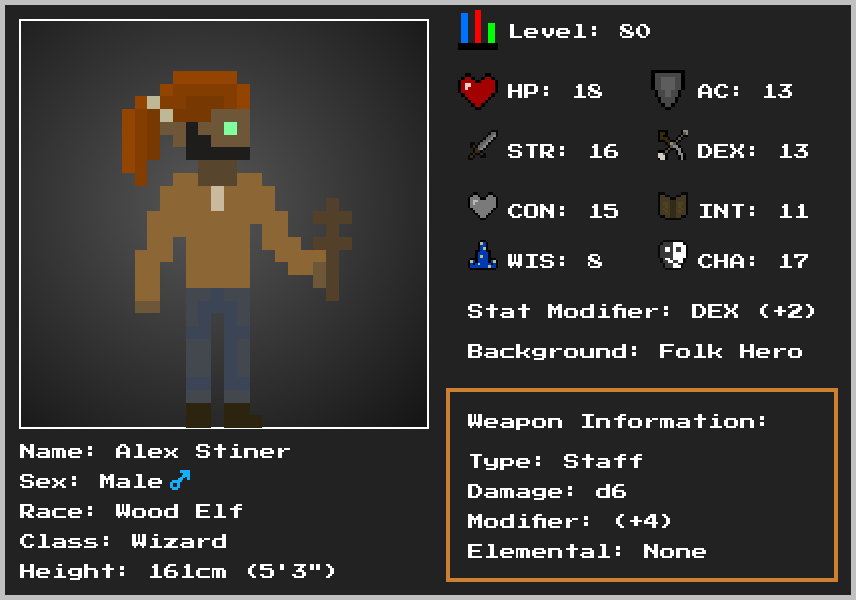 Level: 80
HP: 18 AC: 13
STR: 16 DEX: 13
CON: 15 INT: 11
WIS: 8 CHA: 17
Stat Modifier: DEX (+2)
Background: Folk Hero
Weapon Information:
Type: Staff
Damage: d6
Modifier: (+4)
Elemental: None
Name: Alex Stiner
Sex: Male ♂
Race: Wood Elf
Class: Wizard
Height: 161cm (5'3")